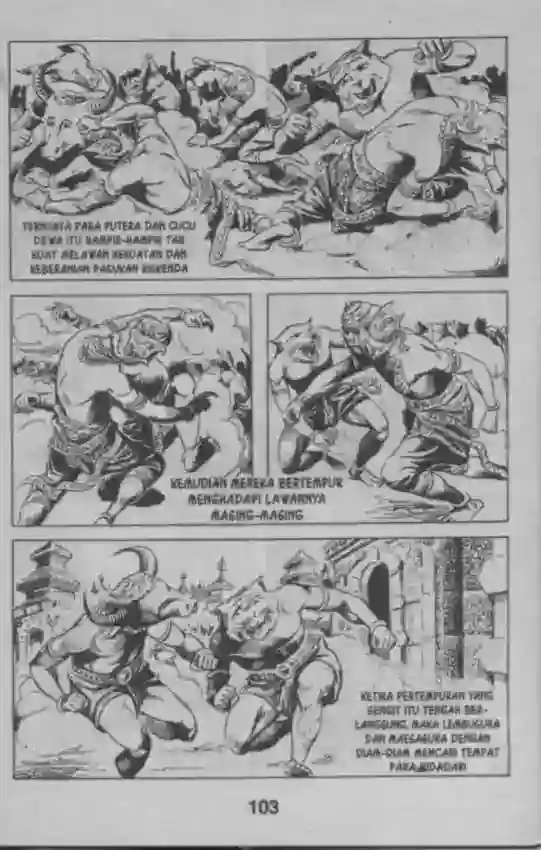 TERNYATA PARA PUTERA DAN CUCU
DEWA ITU HAMPIR-HAMPIR TAK
KUAT MELAWAN KEKUATAN DAN
KEBERANIAN PASUKAN KISKENDA
KEMUDIAN MEREKA BERTEMPUR
MENGHADAPI LAWANNYA
MASING-MASING
KETIKA PERTEMPURAN YANG
SENGIT ITU TENGAH BER-
LANGSUNG, MAKA LEMBUSURA
DAN MAESASURA DENGAN
DIAM-DIAM MENCARI TEMPAT
PARA BIDADARI
103